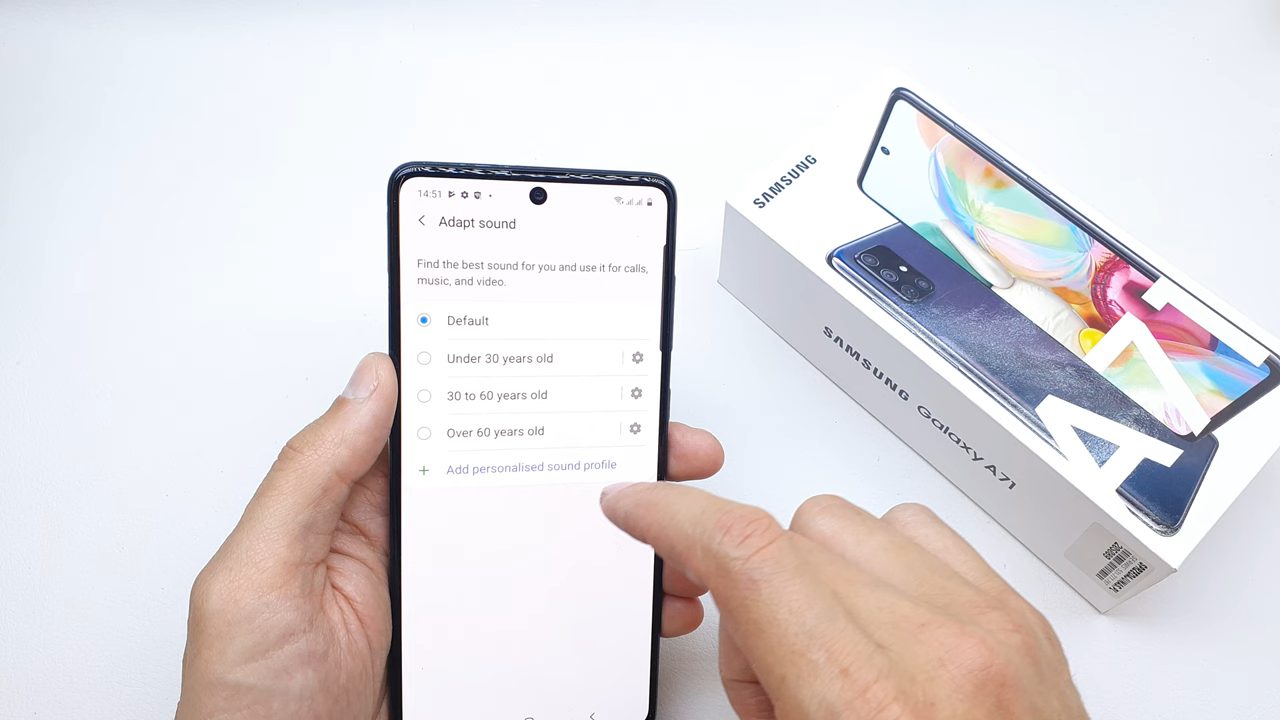 14:51
Adapt sound
Find the best sound for you and use it for calls,
music, and video.
Default
Under 30 years old
30 to 60 years old
Over 60 years old
Add personalised sound profile
SAMSUNG
A71
SAMSUNG Galaxy A71